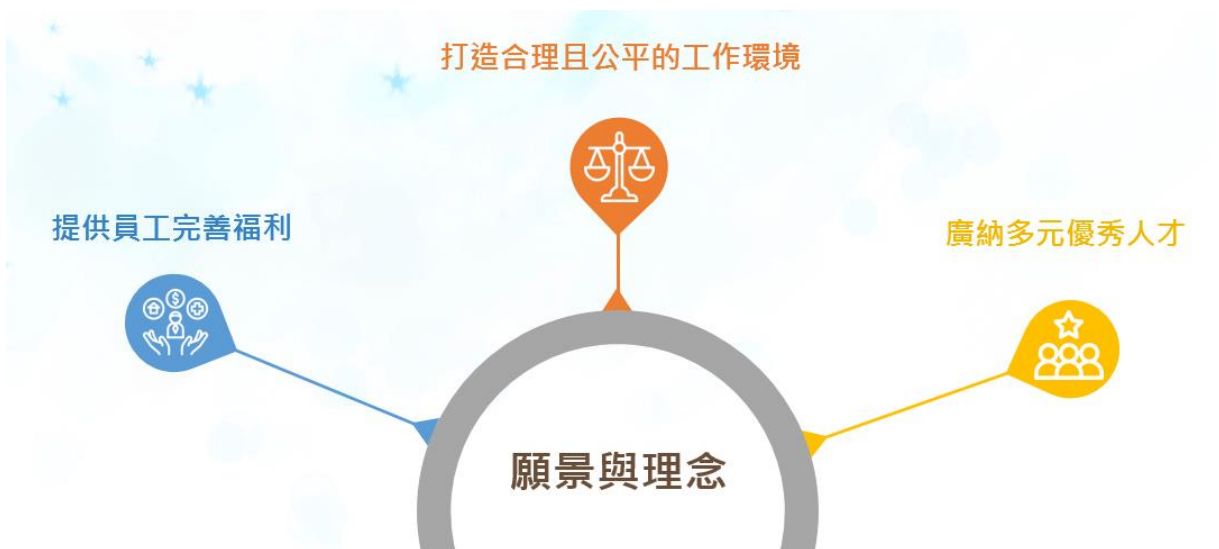 打造合理且公平的工作環境
提供員工完善福利
廣納多元優秀人才
願景與理念